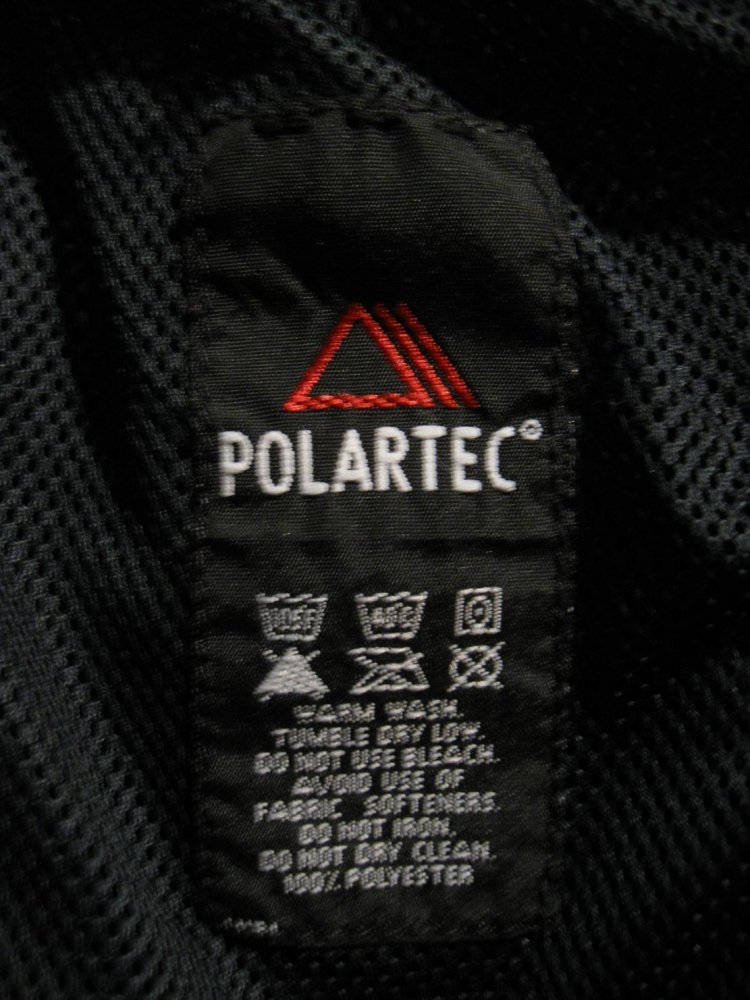 POLARTEC®
WARM WASH.
TUMBLE DRY LOW.
DO NOT USE BLEACH.
AVOID USE OF
FABRIC SOFTENERS.
DO NOT IRON.
DO NOT DRY CLEAN.
100% POLYESTER